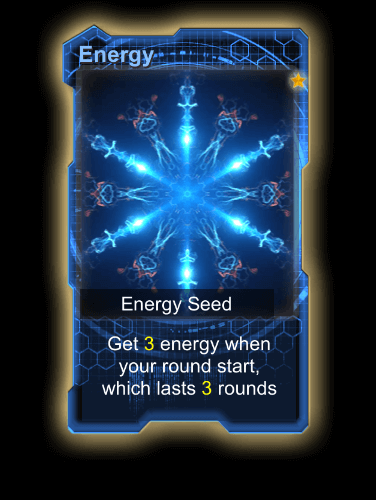 Energy
Energy Seed
Get 3 energy when
your round start,
which lasts 3 rounds